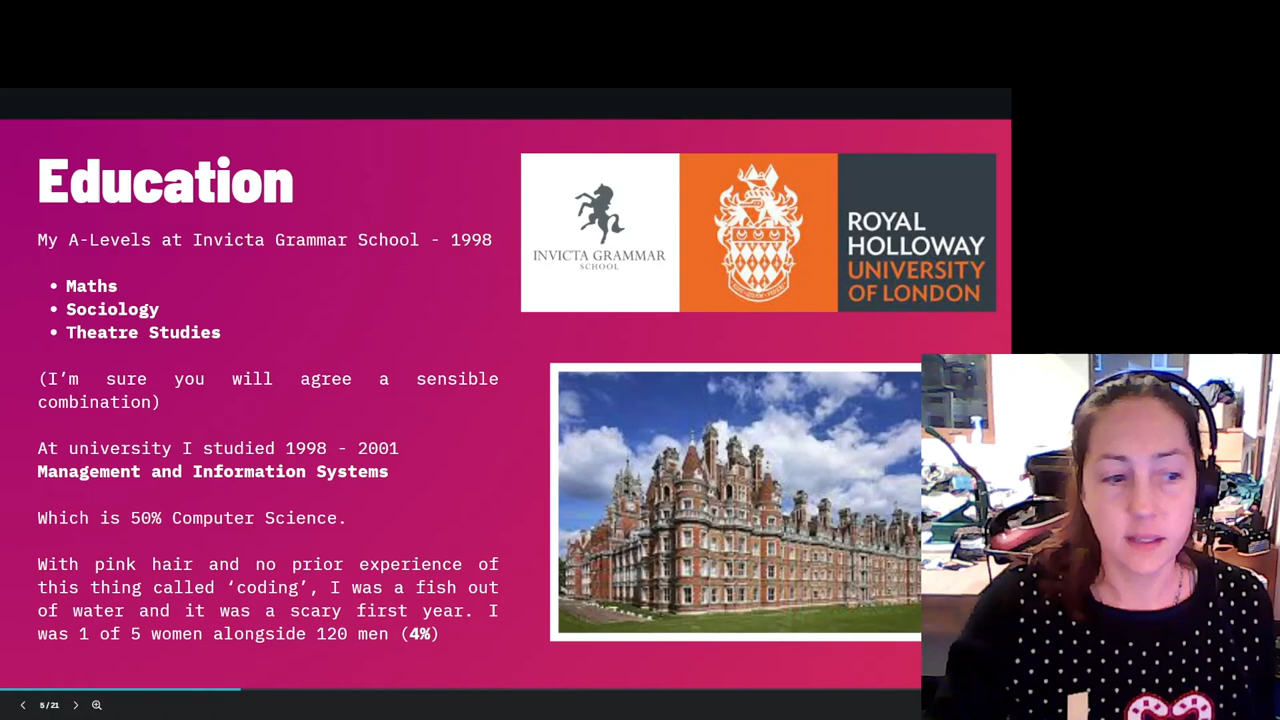 Education
My A-Levels at Invicta Grammar School - 1998
• Maths
• Sociology
• Theatre Studies
(I’m sure you will agree a sensible
combination)
At university I studied 1998 - 2001
Management and Information Systems
Which is 50% Computer Science.
With pink hair and no prior experience of
this thing called ‘coding’, I was a fish out
of water and it was a scary first year. I
was 1 of 5 women alongside 120 men (4%)
INVICTA GRAMMAR
SCHOOL
ROYAL
HOLLOWAY
UNIVERSITY
OF LONDON
5/21